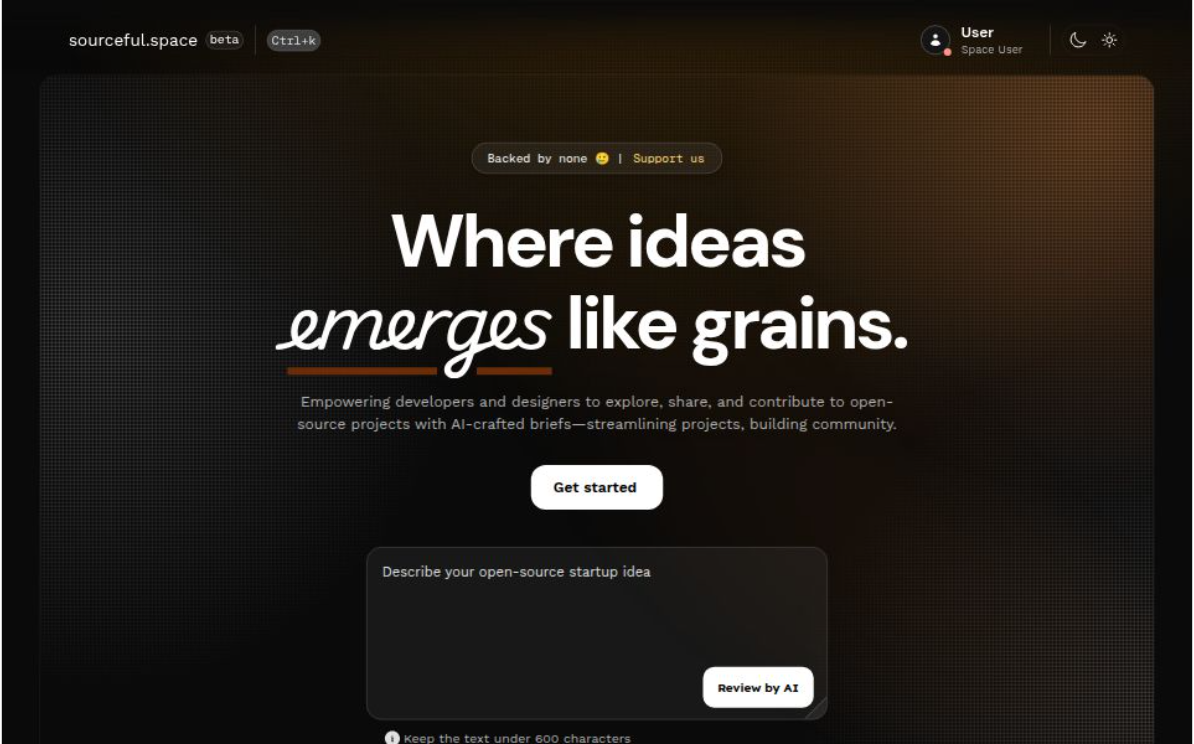 sourceful.space beta Ctrl+k
User
Space User
Backed by none 🥲 | Support us
Where ideas
emerges like grains.
Empowering developers and designers to explore, share, and contribute to open-
source projects with AI-crafted briefs—streamlining projects, building community.
Get started
Describe your open-source startup idea
Review by AI
Keep the text under 600 characters